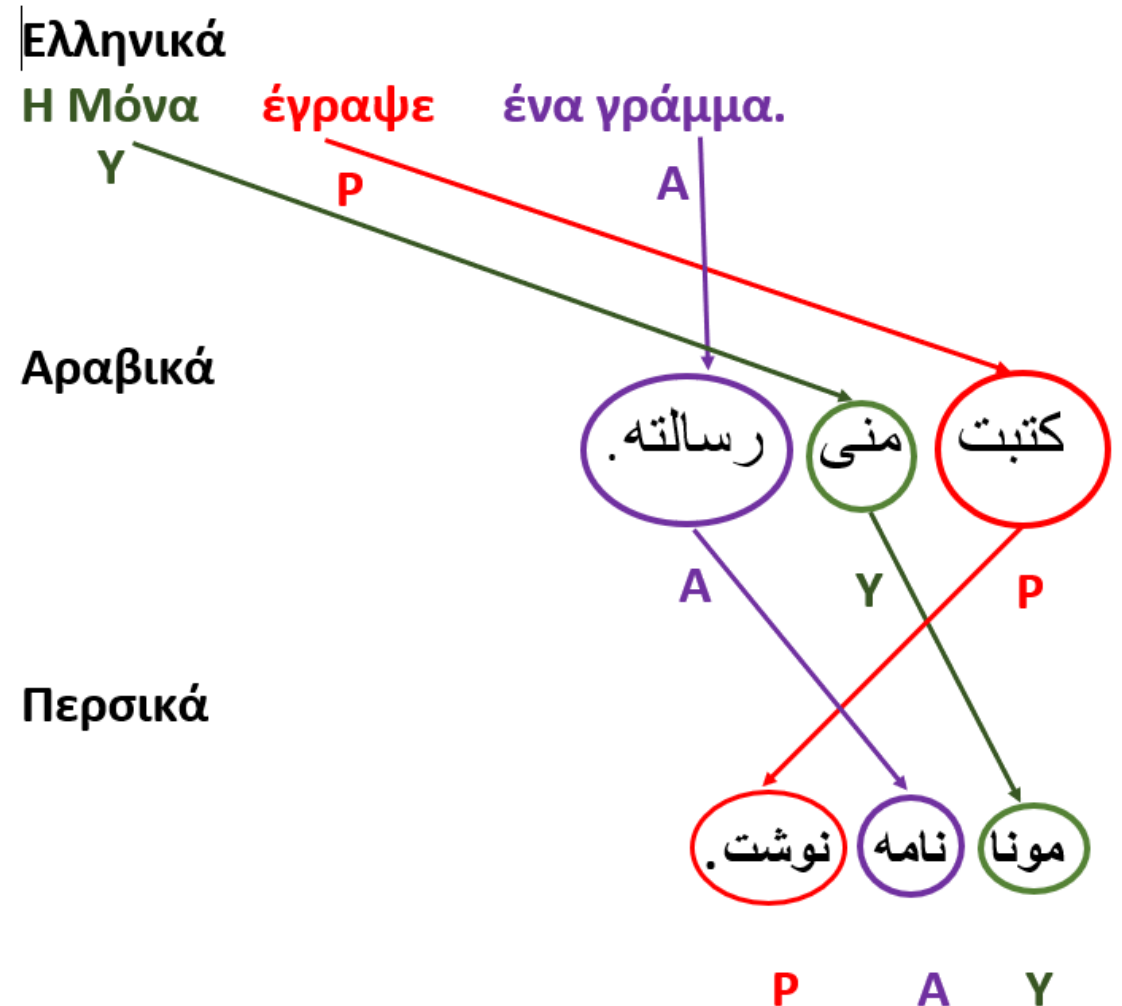 Ελληνικά
Η Μόνα έγραψε ένα γράμμα.
Υ Ρ Α
Αραβικά
كتبت منى رسالته.
Α Υ Ρ
Περσικά
مونا نامه نوشت.
Ρ Α Υ